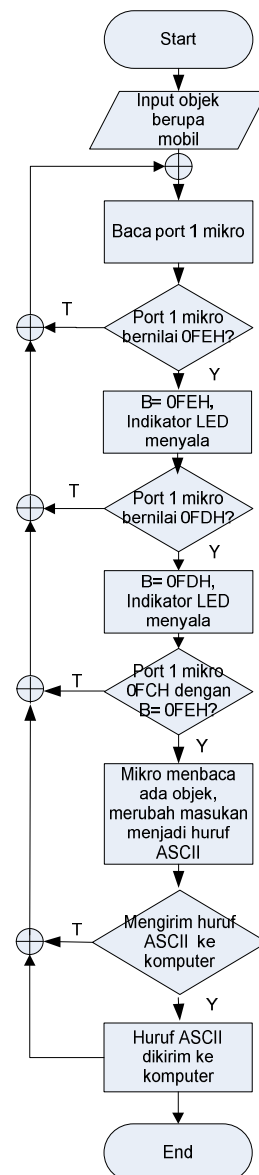 Start
Input objek
berupa
mobil
Baca port 1 mikro
Port 1 mikro
bernilai 0FEH?
T
Y
B= 0FEH,
Indikator LED
menyala
Port 1 mikro
bernilai 0FDH?
T
Y
B= 0FDH,
Indikator LED
menyala
Port 1 mikro
0FCH dengan
B= 0FEH?
T
Y
Mikro menbaca
ada objek,
merubah masukan
menjadi huruf
ASCII
Mengirim huruf
ASCII ke
komputer
T
Y
Huruf ASCII
dikirim ke
komputer
End